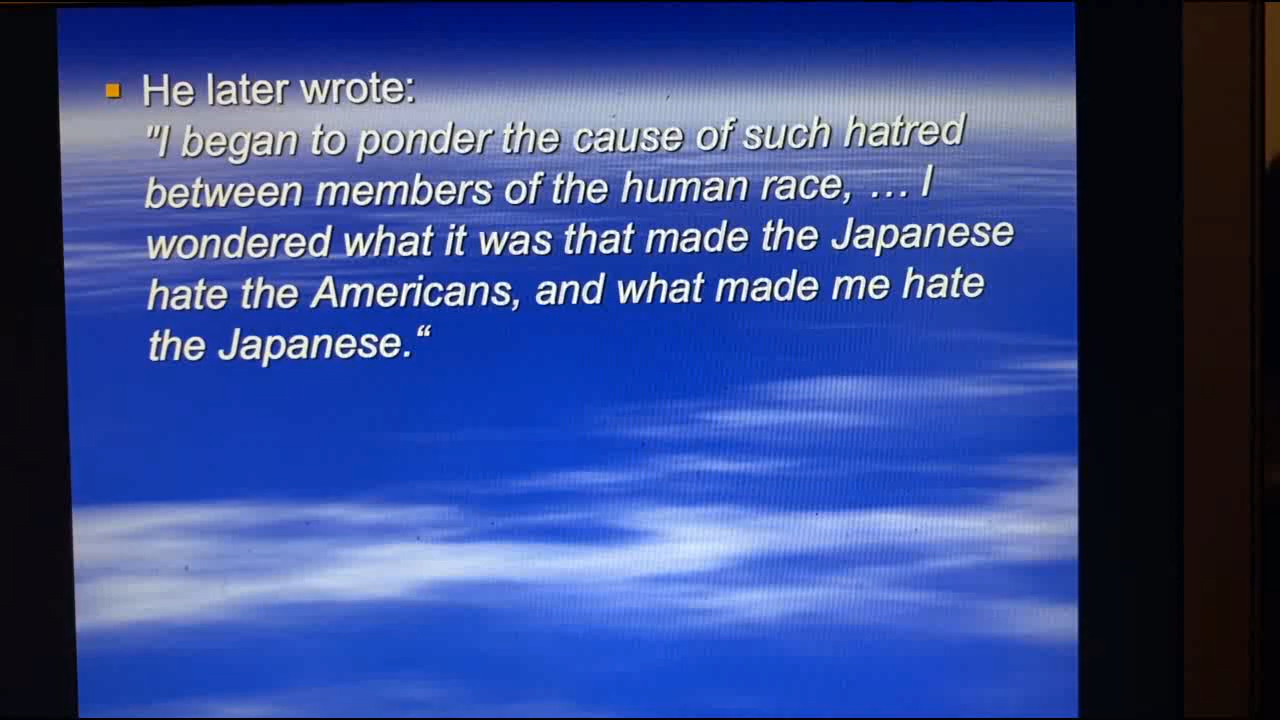 He later wrote:
"I began to ponder the cause of such hatred
between members of the human race, … I
wondered what it was that made the Japanese
hate the Americans, and what made me hate
the Japanese.“